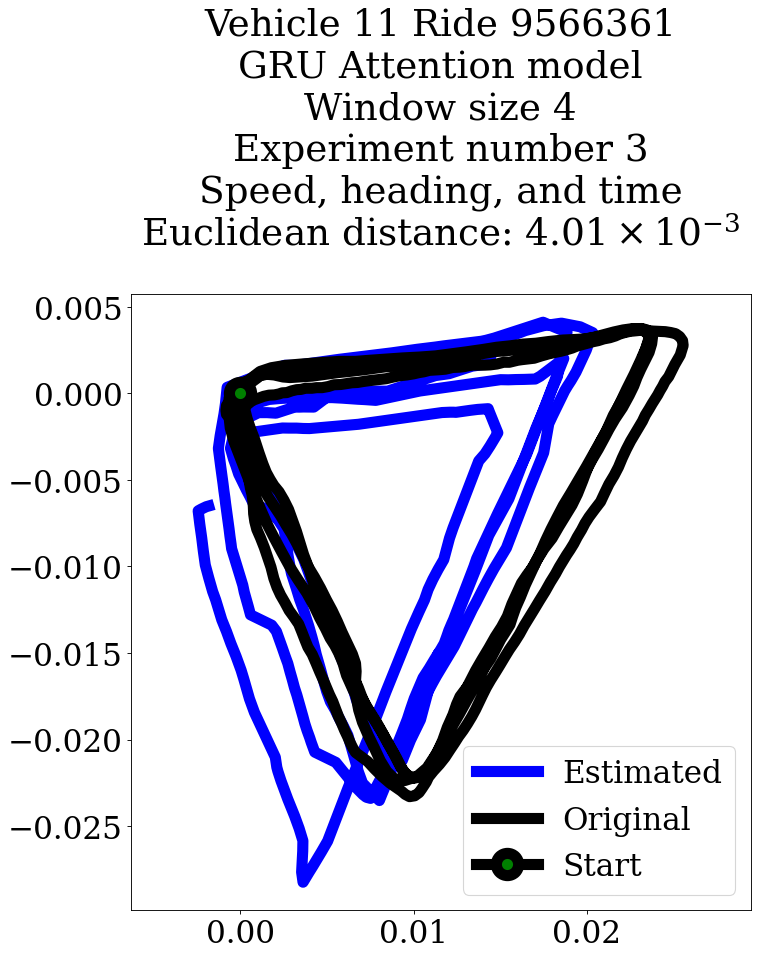 Vehicle 11 Ride 9566361
GRU Attention model
Window size 4
Experiment number 3
Speed, heading, and time
Euclidean distance: 4.01 × 10⁻³
0.005
0.000
−0.005
−0.010
−0.015
−0.020
−0.025
Estimated
Original
Start
0.00 0.01 0.02